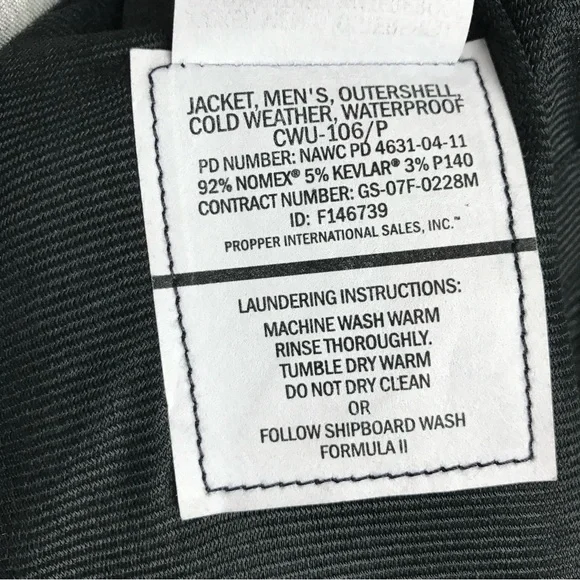 JACKET, MEN'S, OUTERSHELL,
COLD WEATHER, WATERPROOF
CWU-106/P
PD NUMBER: NAWC PD 4631-04-11
92% NOMEX® 5% KEVLAR® 3% P140
CONTRACT NUMBER: GS-07F-0228M
ID: F146739
PROPPER INTERNATIONAL SALES, INC.™
LAUNDERING INSTRUCTIONS:
MACHINE WASH WARM
RINSE THOROUGHLY.
TUMBLE DRY WARM
DO NOT DRY CLEAN
OR
FOLLOW SHIPBOARD WASH
FORMULA II